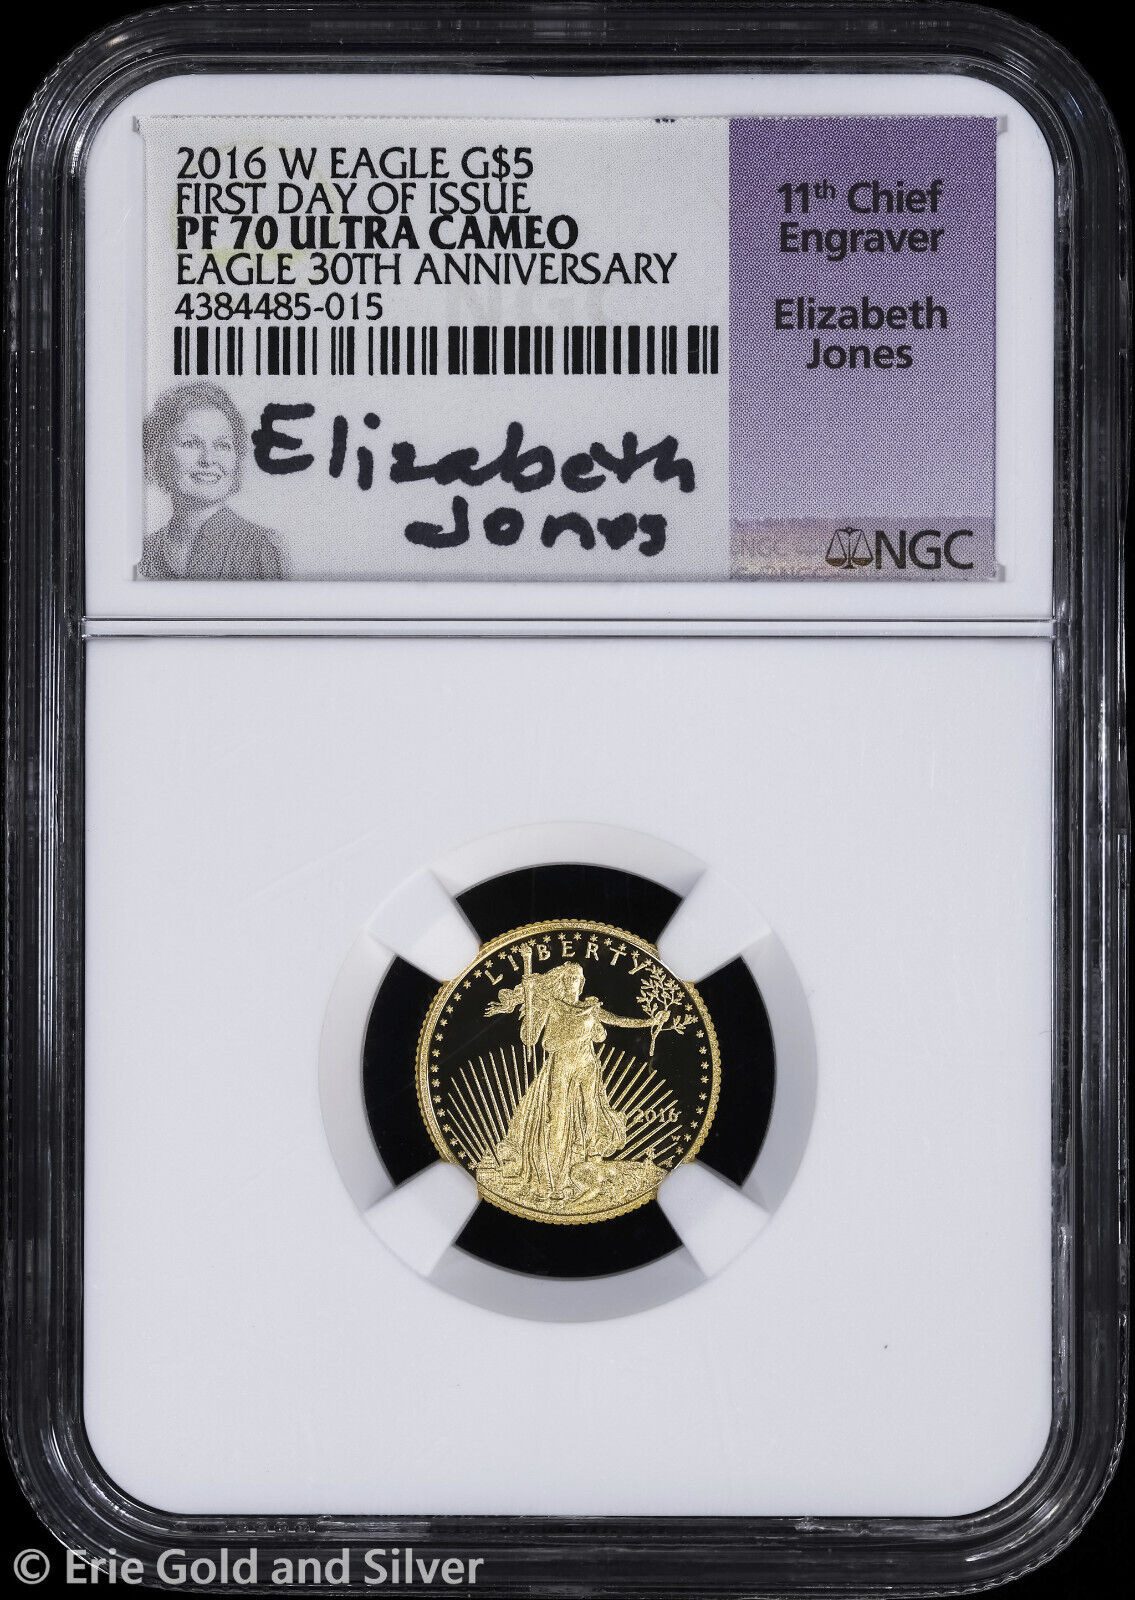 2016 W EAGLE G$5
FIRST DAY OF ISSUE
PF 70 ULTRA CAMEO
EAGLE 30TH ANNIVERSARY
4384485-015
Elizabeth
Jones
11th Chief
Engraver
Elizabeth
Jones
NGC
LIBERTY
2016
W
© Erie Gold and Silver